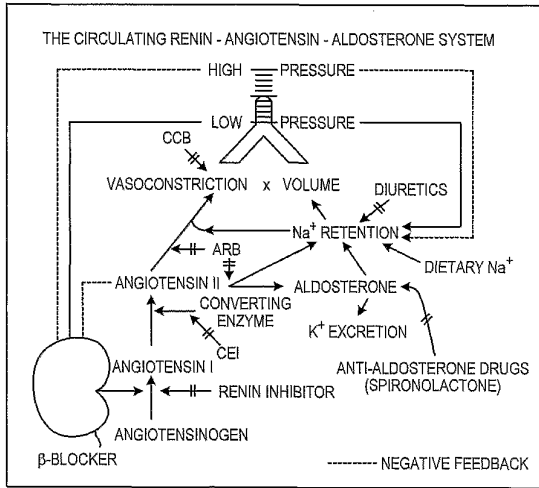 THE CIRCULATING RENIN - ANGIOTENSIN - ALDOSTERONE SYSTEM
HIGH PRESSURE
LOW PRESSURE
CCB
VASOCONSTRICTION x VOLUME
DIURETICS
Na+ RETENTION
ARB
DIETARY Na+
ANGIOTENSIN II
ALDOSTERONE
CONVERTING
ENZYME
K+ EXCRETION
CEI
ANGIOTENSIN I
ANTI-ALDOSTERONE DRUGS
(SPIRONOLACTONE)
RENIN INHIBITOR
ANGIOTENSINOGEN
β-BLOCKER
NEGATIVE FEEDBACK